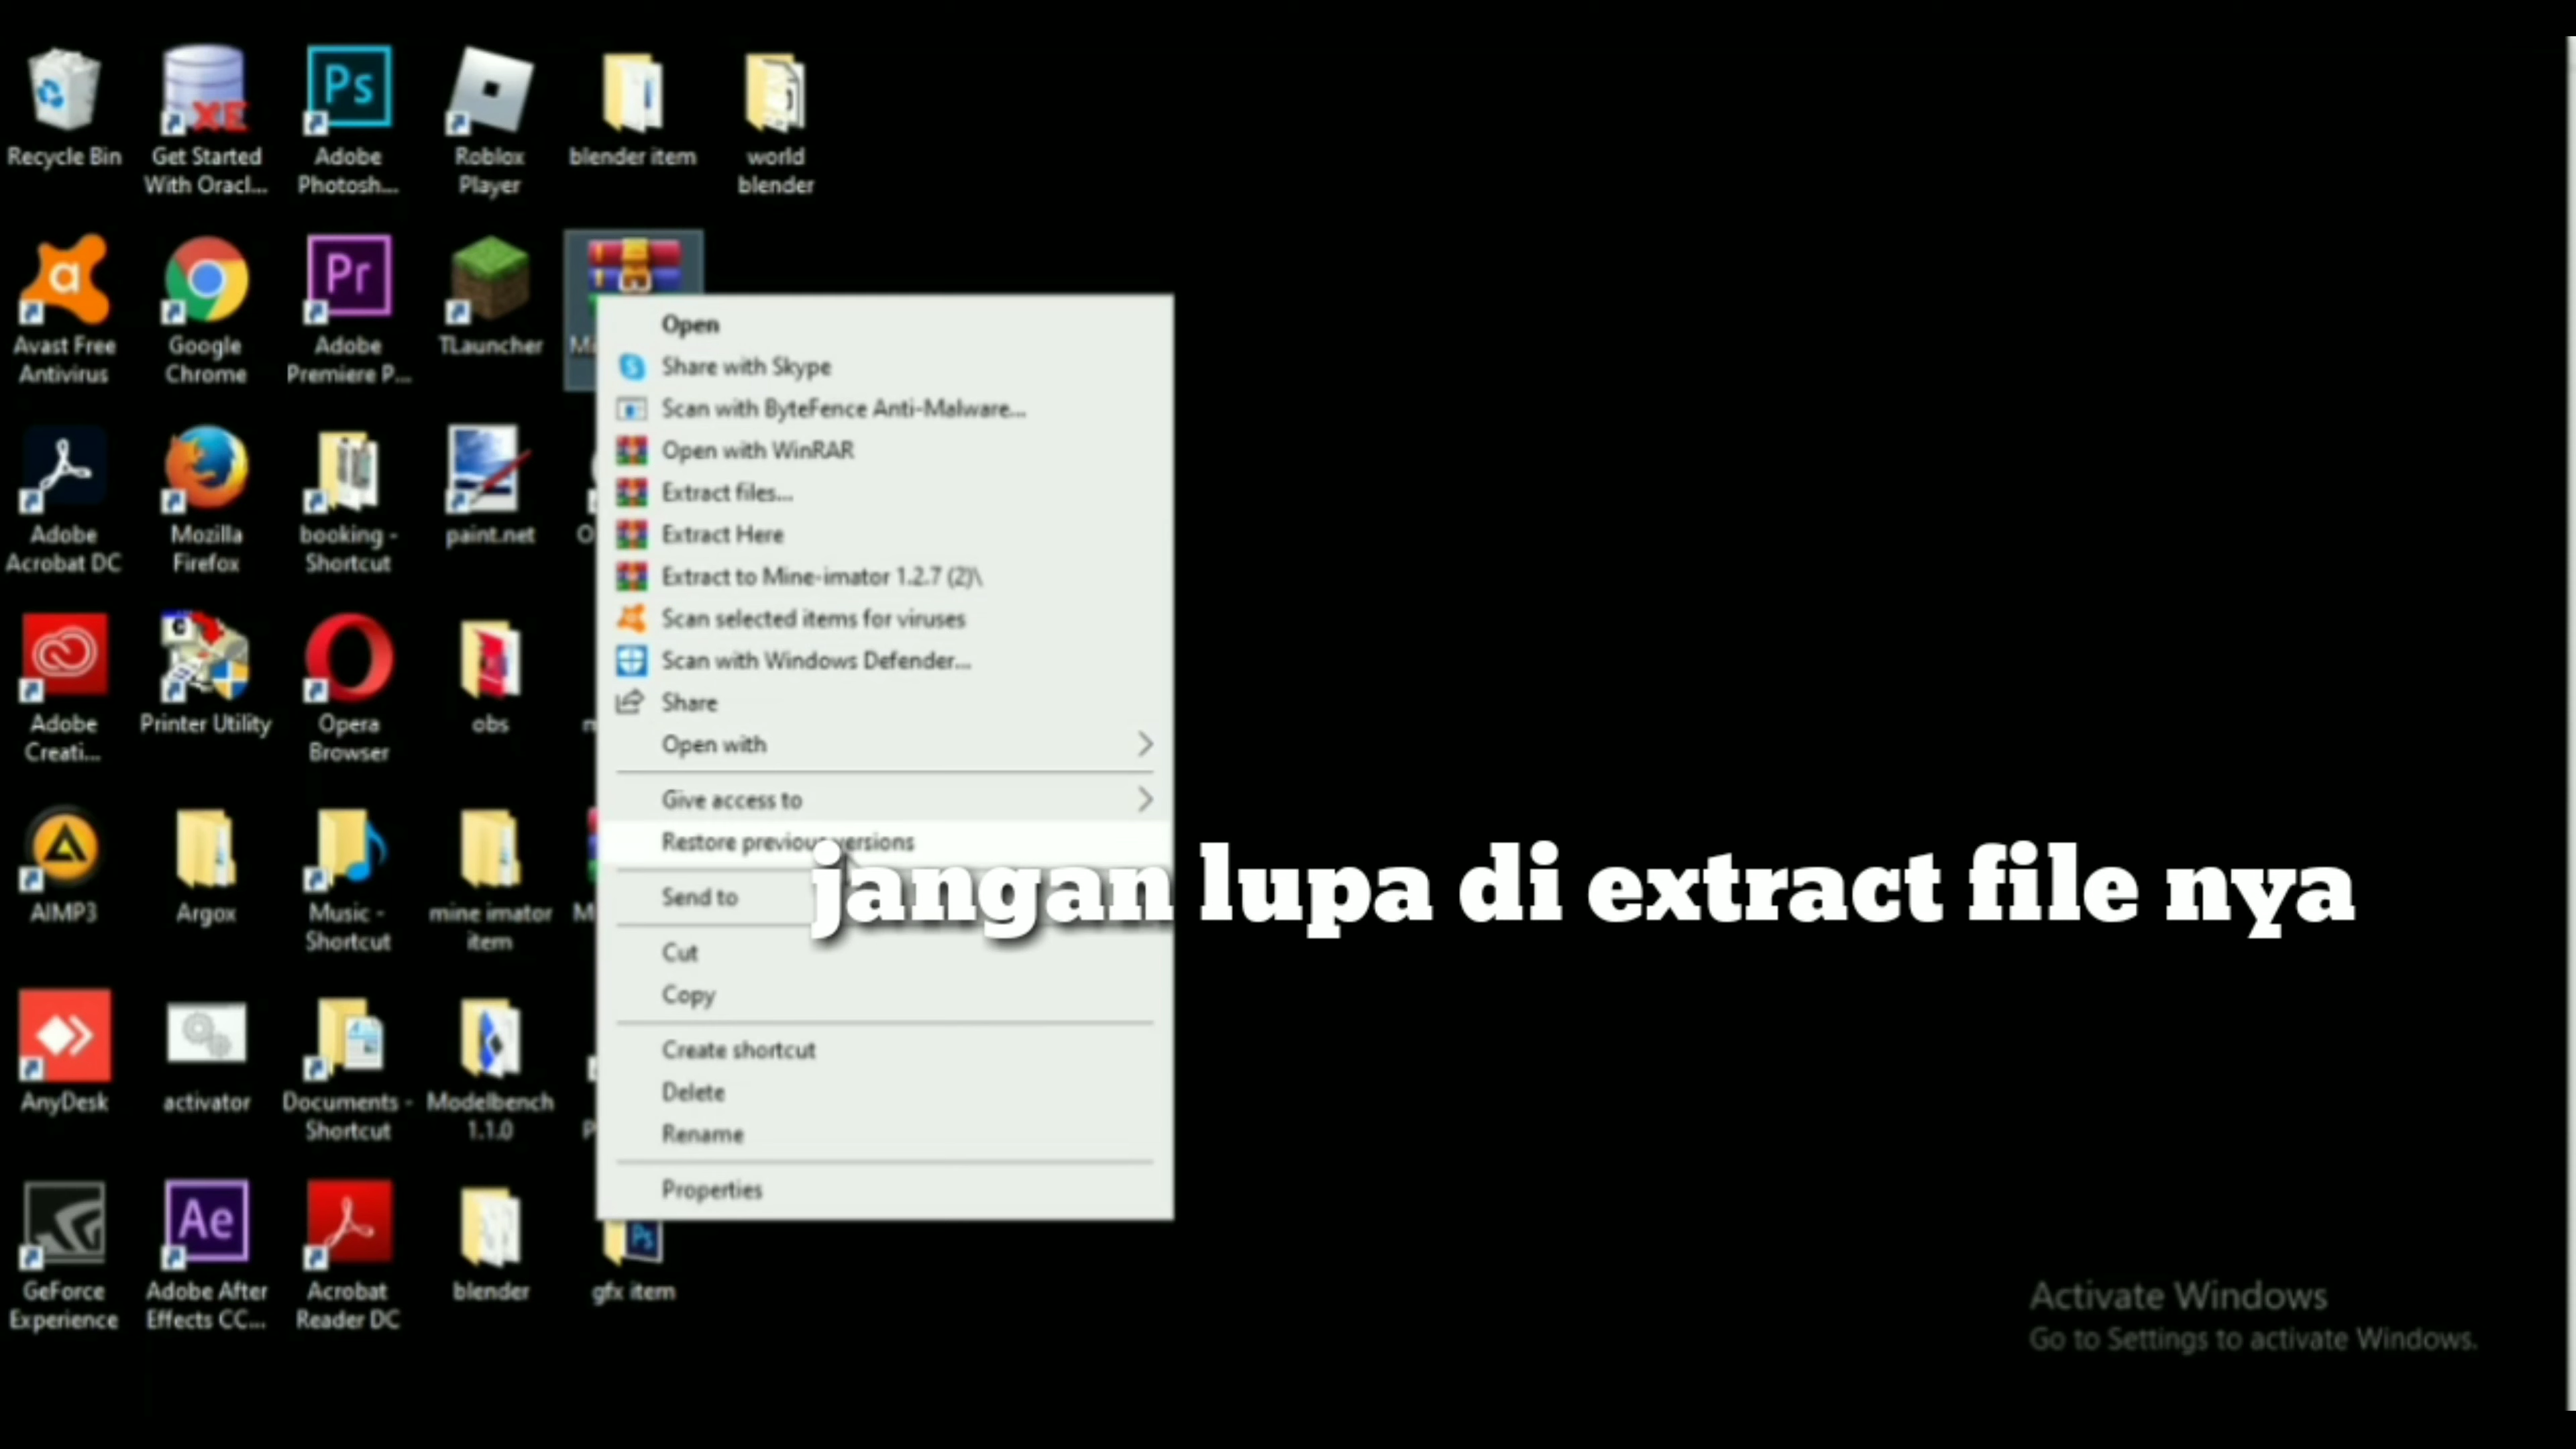 Recycle Bin
Get Started
With Oracl...
Adobe
Photosh...
Roblox
Player
blender item
world
blender
Avast Free
Antivirus
Google
Chrome
Adobe
Premiere P...
TLauncher
Adobe
Acrobat DC
Mozilla
Firefox
booking -
Shortcut
paint.net
Adobe
Creati...
Printer Utility
Opera
Browser
obs
AIMP3
Argox
Music -
Shortcut
mine imator
item
AnyDesk
activator
Documents -
Shortcut
Modelbench
1.1.0
GeForce
Experience
Adobe After
Effects CC...
Acrobat
Reader DC
blender
gfx item
Open
Share with Skype
Scan with ByteFence Anti-Malware...
Open with WinRAR
Extract files...
Extract Here
Extract to Mine-imator 1.2.7 (2)\
Scan selected items for viruses
Scan with Windows Defender...
Share
Open with
Give access to
Restore previous versions
Send to
Cut
Copy
Create shortcut
Delete
Rename
Properties
jangan lupa di extract file nya
Activate Windows
Go to Settings to activate Windows.